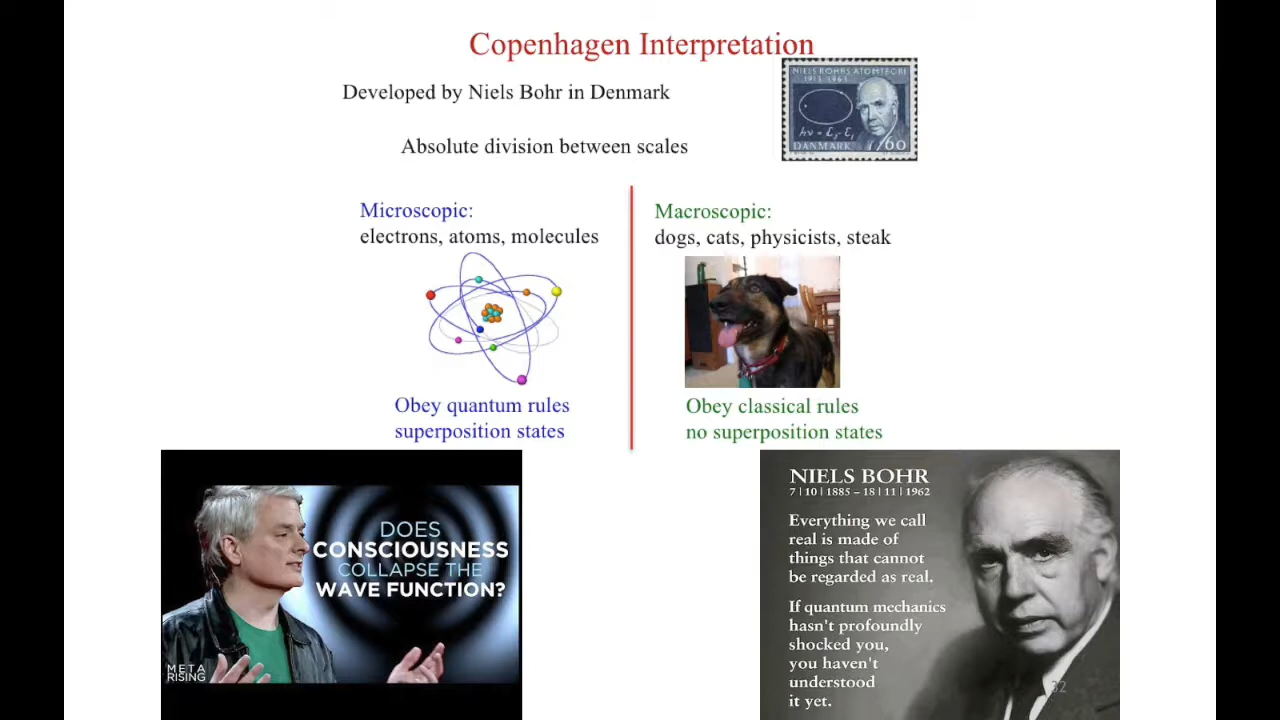 Copenhagen Interpretation
Developed by Niels Bohr in Denmark
NIELS BOHRS ATOMTEORI
1913-1963
DANMARK
60
Absolute division between scales
Microscopic:
electrons, atoms, molecules
Obey quantum rules
superposition states
Macroscopic:
dogs, cats, physicists, steak
Obey classical rules
no superposition states
DOES
CONSCIOUSNESS
COLLAPSE THE
WAVE FUNCTION?
META
RISING
NIELS BOHR
7 | 10 | 1885 – 18 | 11 | 1962
Everything we call
real is made of
things that cannot
be regarded as real.
If quantum mechanics
hasn't profoundly
shocked you,
you haven't
understood
it yet.
32